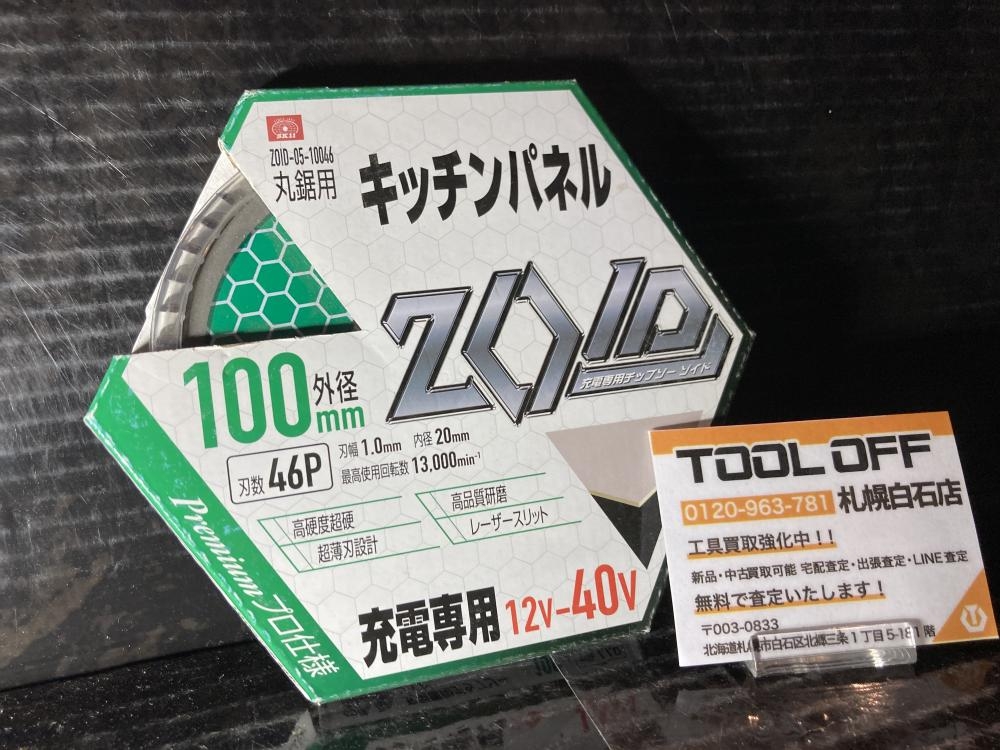 SK11
ZOID-05-10046
丸鋸用
キッチンパネル
ZOID
充電専用チップソー ゾイド
100 外径 mm
刃数 46P
刃幅 1.0mm 内径 20mm
最高使用回転数 13,000min⁻¹
高硬度超硬
超薄刃設計
高品質研磨
レーザースリット
Premium プロ仕様
充電専用 12V-40V
TOOL OFF
0120-963-781 札幌白石店
工具買取強化中!!
新品・中古買取可能 宅配査定・出張査定・LINE査定
無料で査定いたします!
〒003-0833
北海道札幌市白石区北郷三条1丁目5-181階